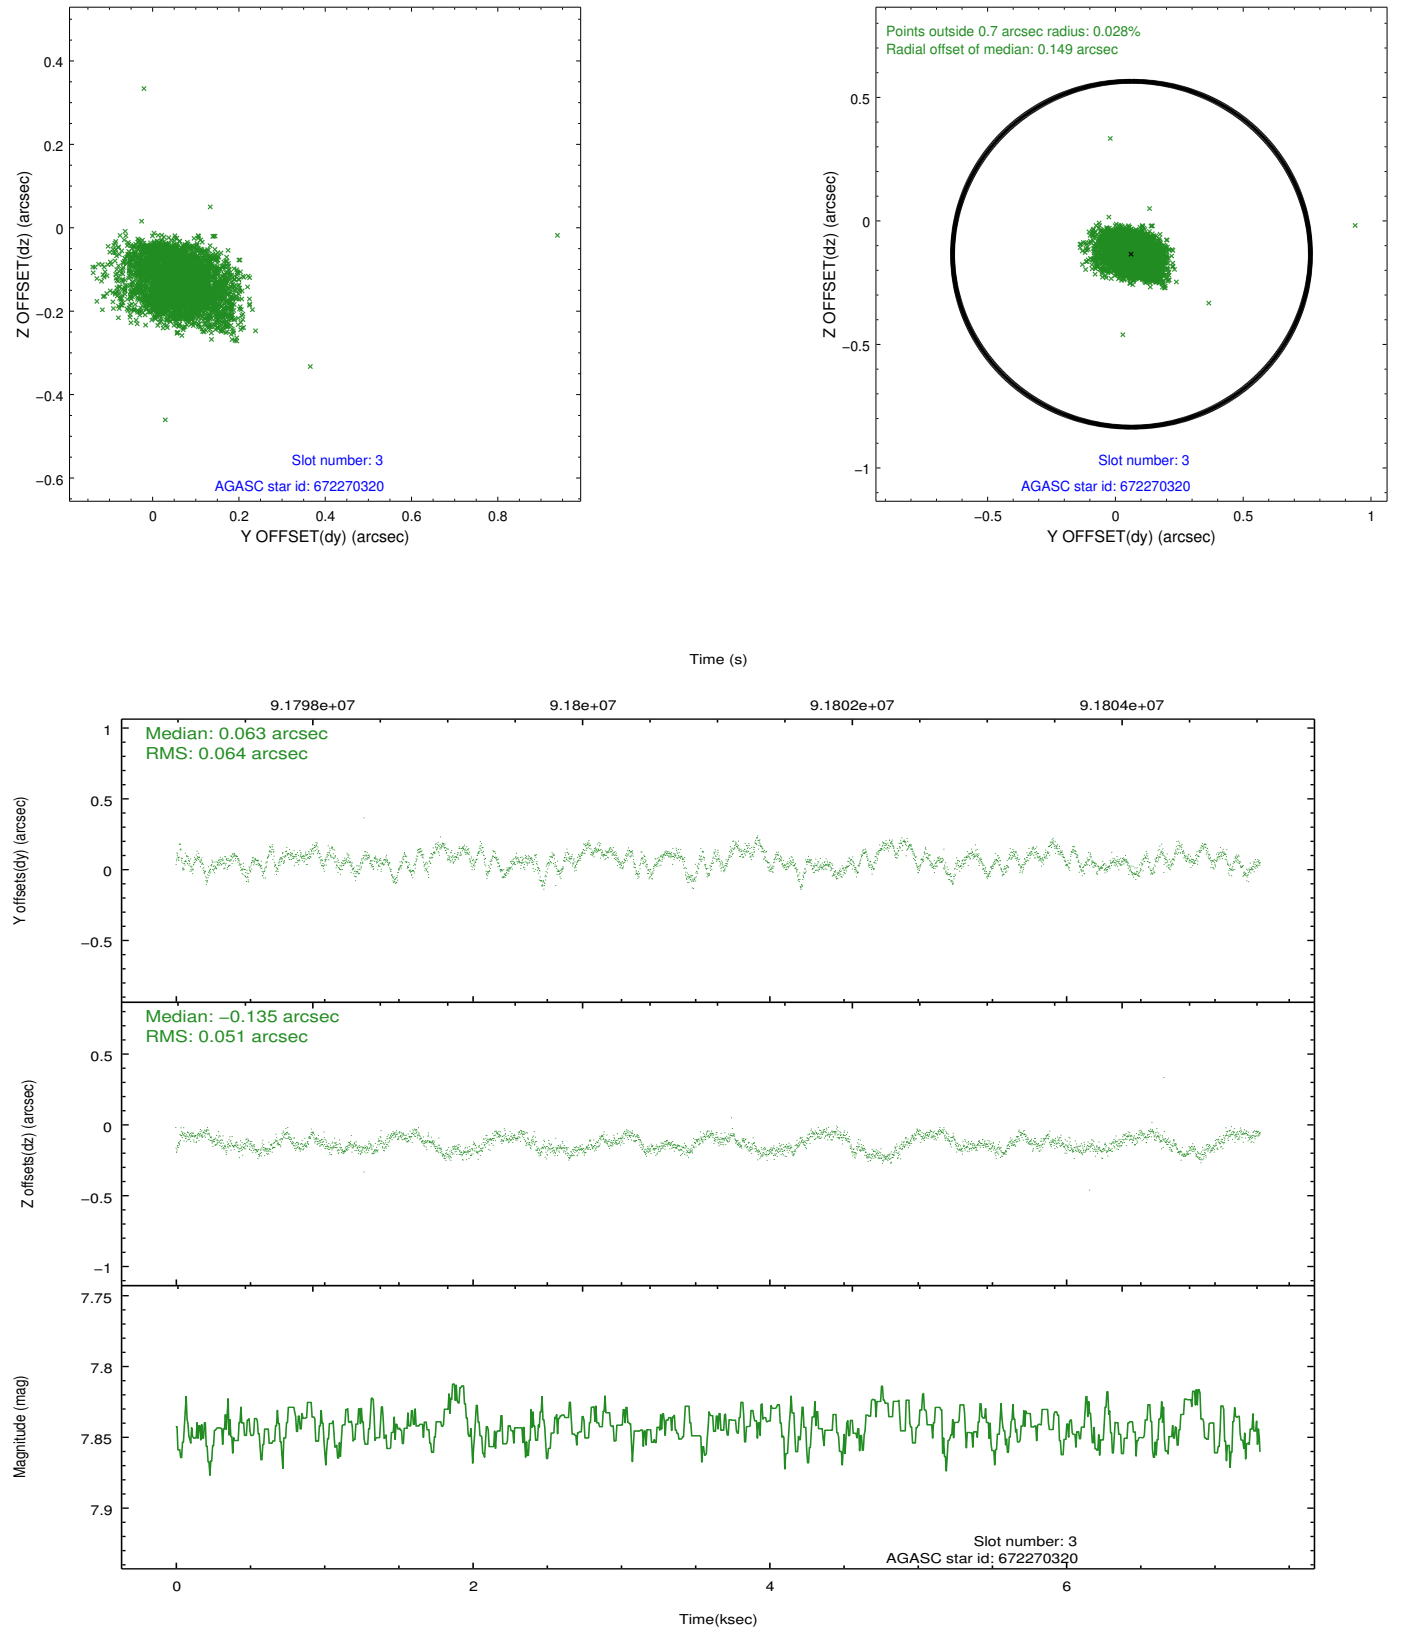 0.4
0.2
0
−0.2
−0.4
−0.6
Z OFFSET(dz) (arcsec)
Slot number: 3
AGASC star id: 672270320
0 0.2 0.4 0.6 0.8
Y OFFSET(dy) (arcsec)
Points outside 0.7 arcsec radius: 0.028%
Radial offset of median: 0.149 arcsec
0.5
0
−0.5
−1
Z OFFSET(dz) (arcsec)
Slot number: 3
AGASC star id: 672270320
−0.5 0 0.5 1
Y OFFSET(dy) (arcsec)
Time (s)
9.1798e+07 9.18e+07 9.1802e+07 9.1804e+07
Median: 0.063 arcsec
RMS: 0.064 arcsec
1
0.5
0
−0.5
Y offsets(dy) (arcsec)
Median: −0.135 arcsec
RMS: 0.051 arcsec
0.5
0
−0.5
−1
Z offsets(dz) (arcsec)
7.75
7.8
7.85
7.9
Magnitude (mag)
Slot number: 3
AGASC star id: 672270320
0 2 4 6
Time(ksec)